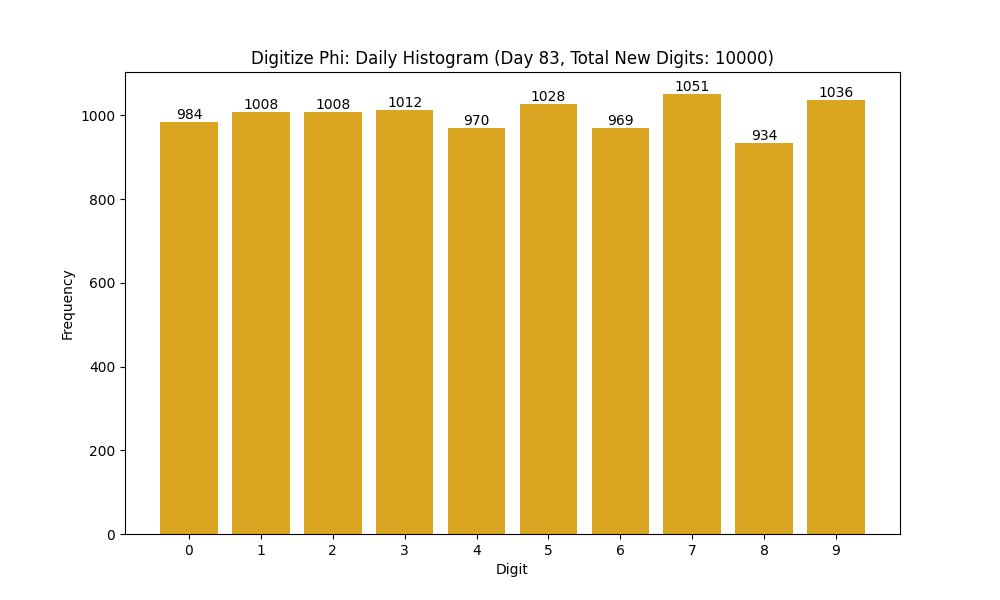 Digitize Phi: Daily Histogram (Day 83, Total New Digits: 10000)
984 1008 1008 1012 970 1028 969 1051 934 1036
1000
800
600
400
200
0
Frequency
0 1 2 3 4 5 6 7 8 9
Digit